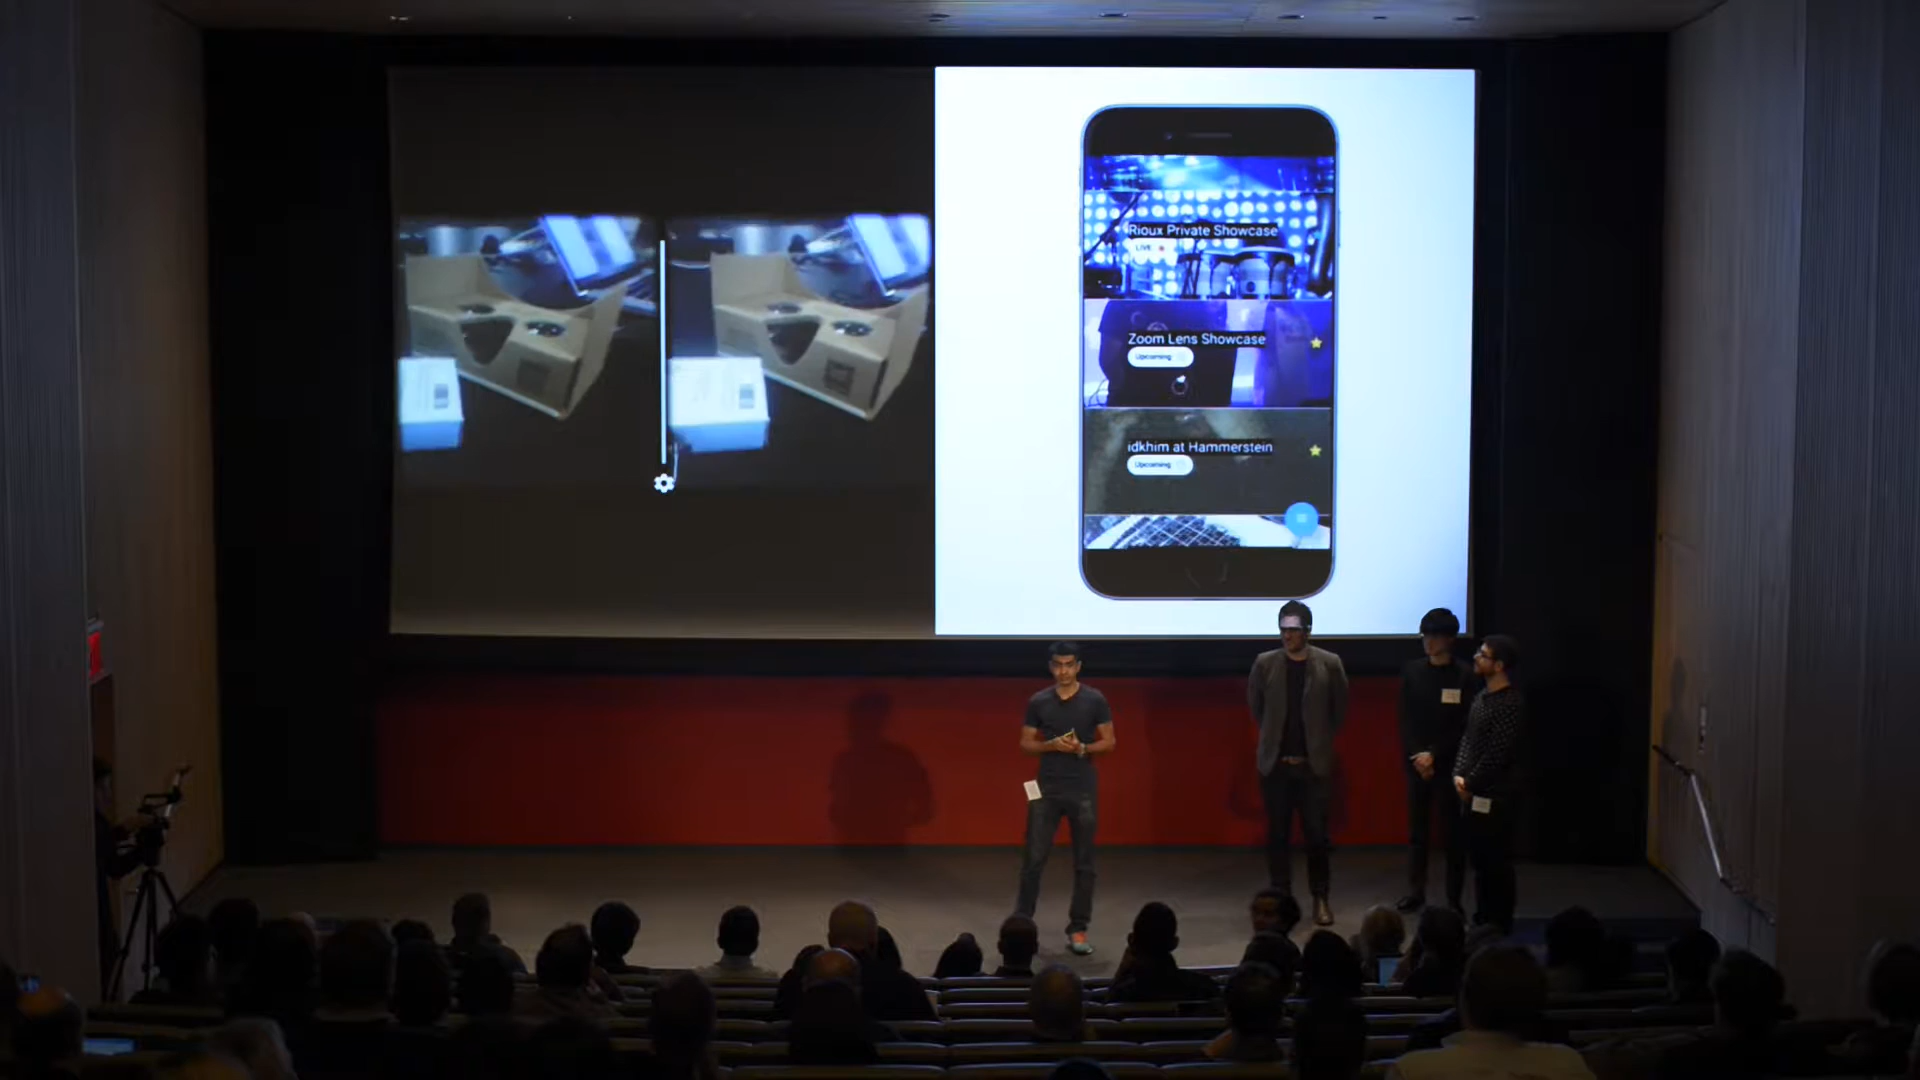 Rioux Private Showcase
LIVE
Zoom Lens Showcase
Upcoming
idkhim at Hammerstein
Upcoming